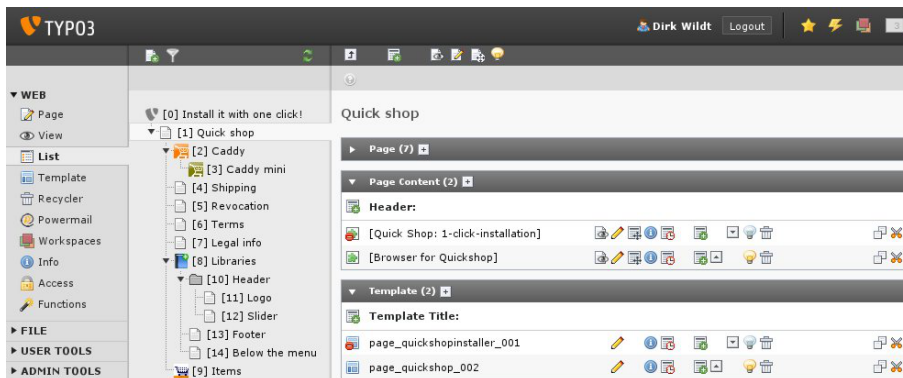 TYPO3
Dirk Wildt Logout
WEB
Page
View
List
Template
Recycler
Powermail
Workspaces
Info
Access
Functions
FILE
USER TOOLS
ADMIN TOOLS
[0] Install it with one click!
[1] Quick shop
[2] Caddy
[3] Caddy mini
[4] Shipping
[5] Revocation
[6] Terms
[7] Legal info
[8] Libraries
[10] Header
[11] Logo
[12] Slider
[13] Footer
[14] Below the menu
[9] Items
Quick shop
Page (7)
Page Content (2)
Header:
[Quick Shop: 1-click-installation]
[Browser for Quickshop]
Template (2)
Template Title:
page_quickshopinstaller_001
page_quickshop_002